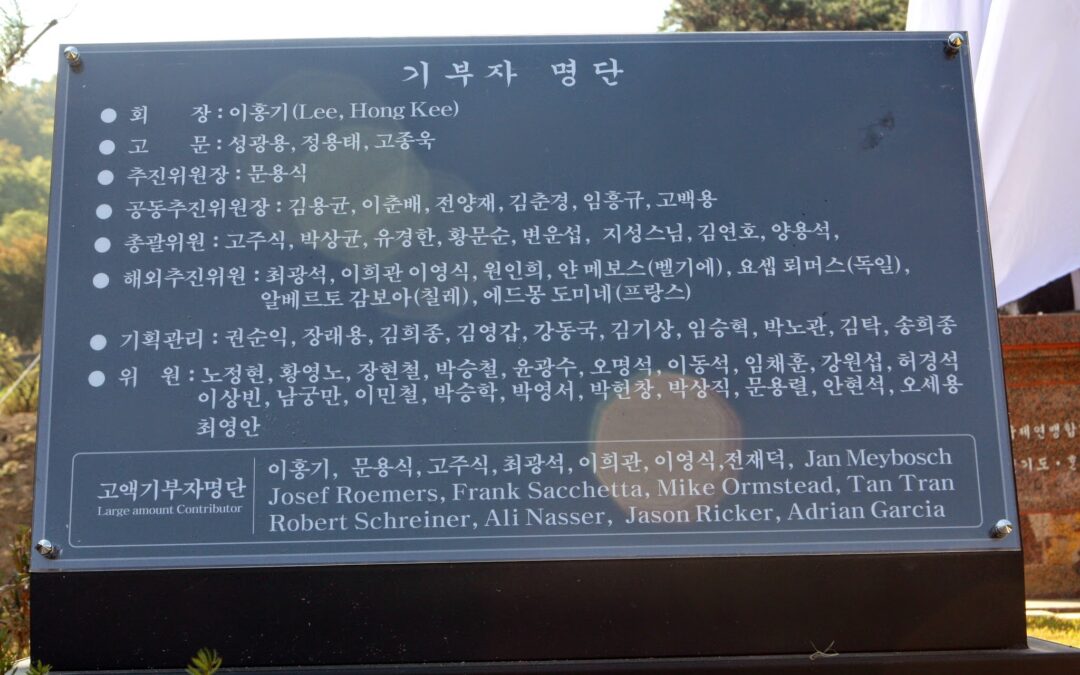 기부자 명단
● 회 장 : 이홍기(Lee, Hong Kee)
● 고 문 : 성광용, 정용태, 고종욱
● 추진위원장 : 문용식
● 공동추진위원장 : 김용균, 이춘배, 전양재, 김춘경, 임흥규, 고백용
● 총괄위원 : 고주식, 박상균, 유경한, 황문순, 변운섭, 지성스님, 김연호, 양용석,
● 해외추진위원 : 최광석, 이희관 이영식, 원인희, 얀 메보스(벨기에), 요셉 뢰머스(독일),
알베르토 감보아(칠레), 에드몽 도미네(프랑스)
● 기획관리 : 권순익, 장래용, 김희종, 김영갑, 강동국, 김기상, 임승혁, 박노관, 김탁, 송희종
● 위 원 : 노정현, 황영노, 장현철, 박승철, 윤광수, 오명석, 이동석, 임채훈, 강원섭, 허경석
이상빈, 남궁만, 이민철, 박승학, 박영서, 박헌창, 박상직, 문용렬, 안현석, 오세용
최영안
고액기부자명단
Large amount Contributor
이홍기, 문용식, 고주식, 최광석, 이희관, 이영식,전재덕, Jan Meybosch
Josef Roemers, Frank Sacchetta, Mike Ormstead, Tan Tran
Robert Schreiner, Ali Nasser, Jason Ricker, Adrian Garcia